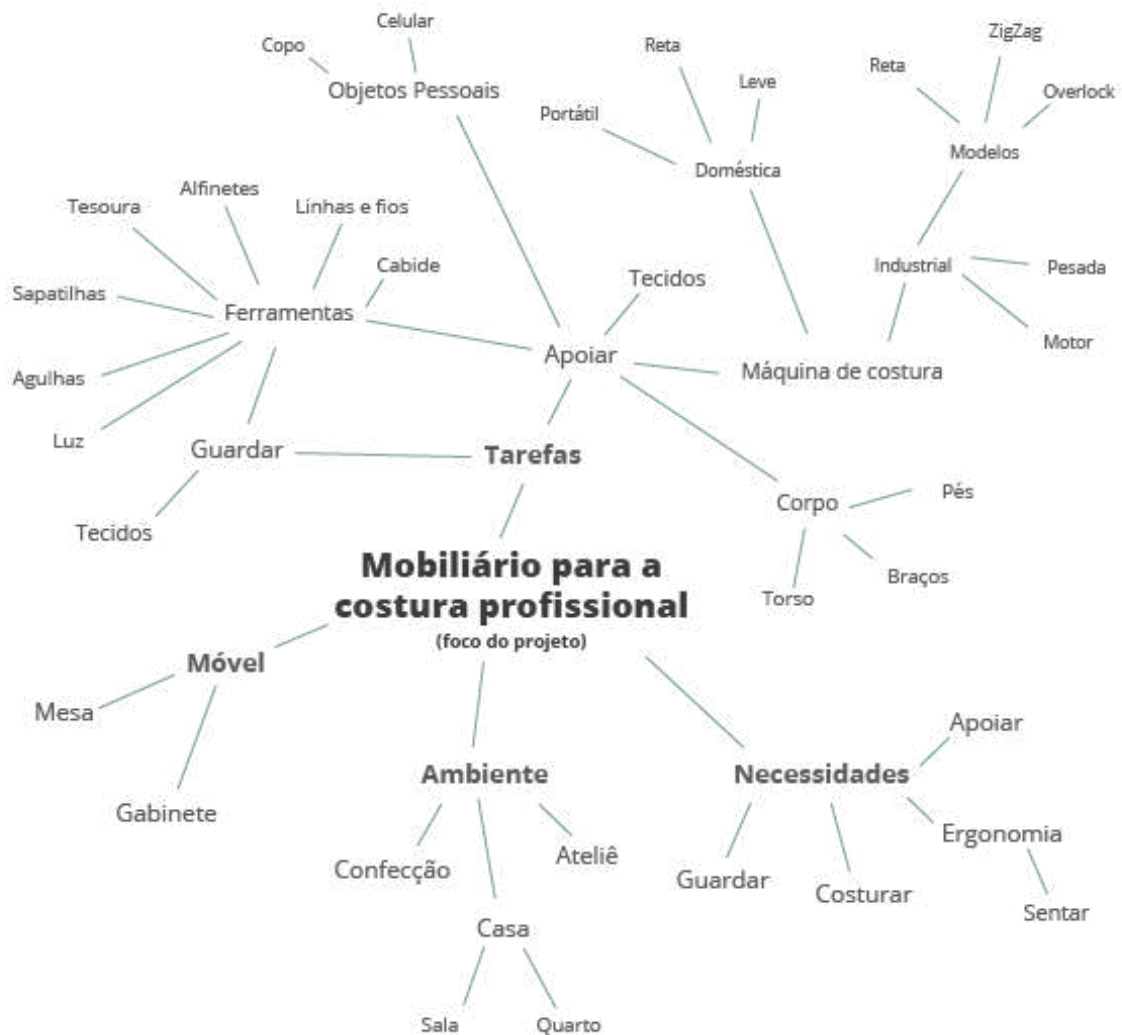 Celular
Copo
Objetos Pessoais
Reta
Leve
Portátil
Doméstica
ZigZag
Reta
Overlock
Modelos
Industrial
Pesada
Motor
Máquina de costura
Alfinetes
Tesoura
Linhas e fios
Cabide
Sapatilhas
Ferramentas
Agulhas
Luz
Tecidos
Apoiar
Guardar
Tarefas
Tecidos
Corpo
Pés
Braços
Torso
Mobiliário para a
costura profissional
(foco do projeto)
Móvel
Mesa
Gabinete
Ambiente
Confecção
Ateliê
Casa
Sala
Quarto
Necessidades
Apoiar
Ergonomia
Guardar
Costurar
Sentar